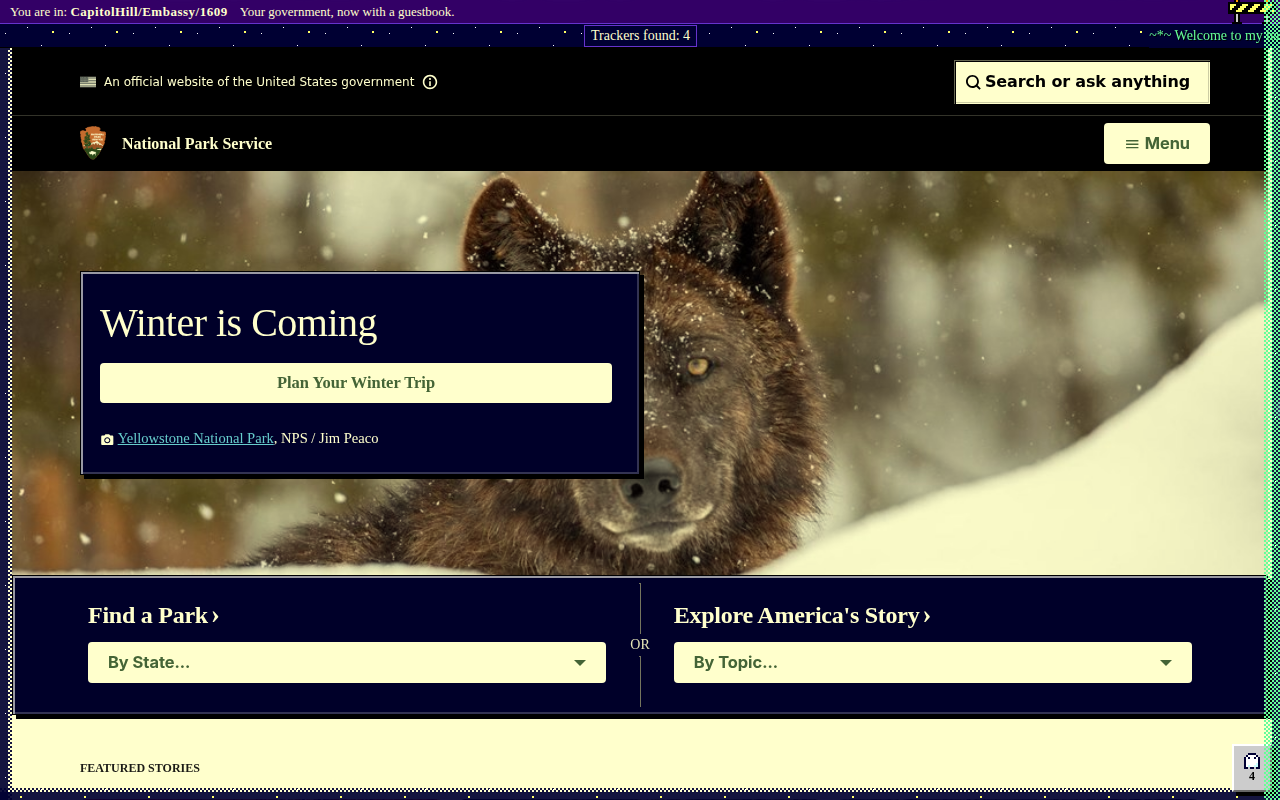 You are in: CapitolHill/Embassy/1609 Your government, now with a guestbook.
Trackers found: 4
~*~ Welcome to my
An official website of the United States government
Search or ask anything
National Park Service
Menu
Winter is Coming
Plan Your Winter Trip
Yellowstone National Park, NPS / Jim Peaco
Find a Park ›
Explore America's Story ›
OR
By State...
By Topic...
FEATURED STORIES
4